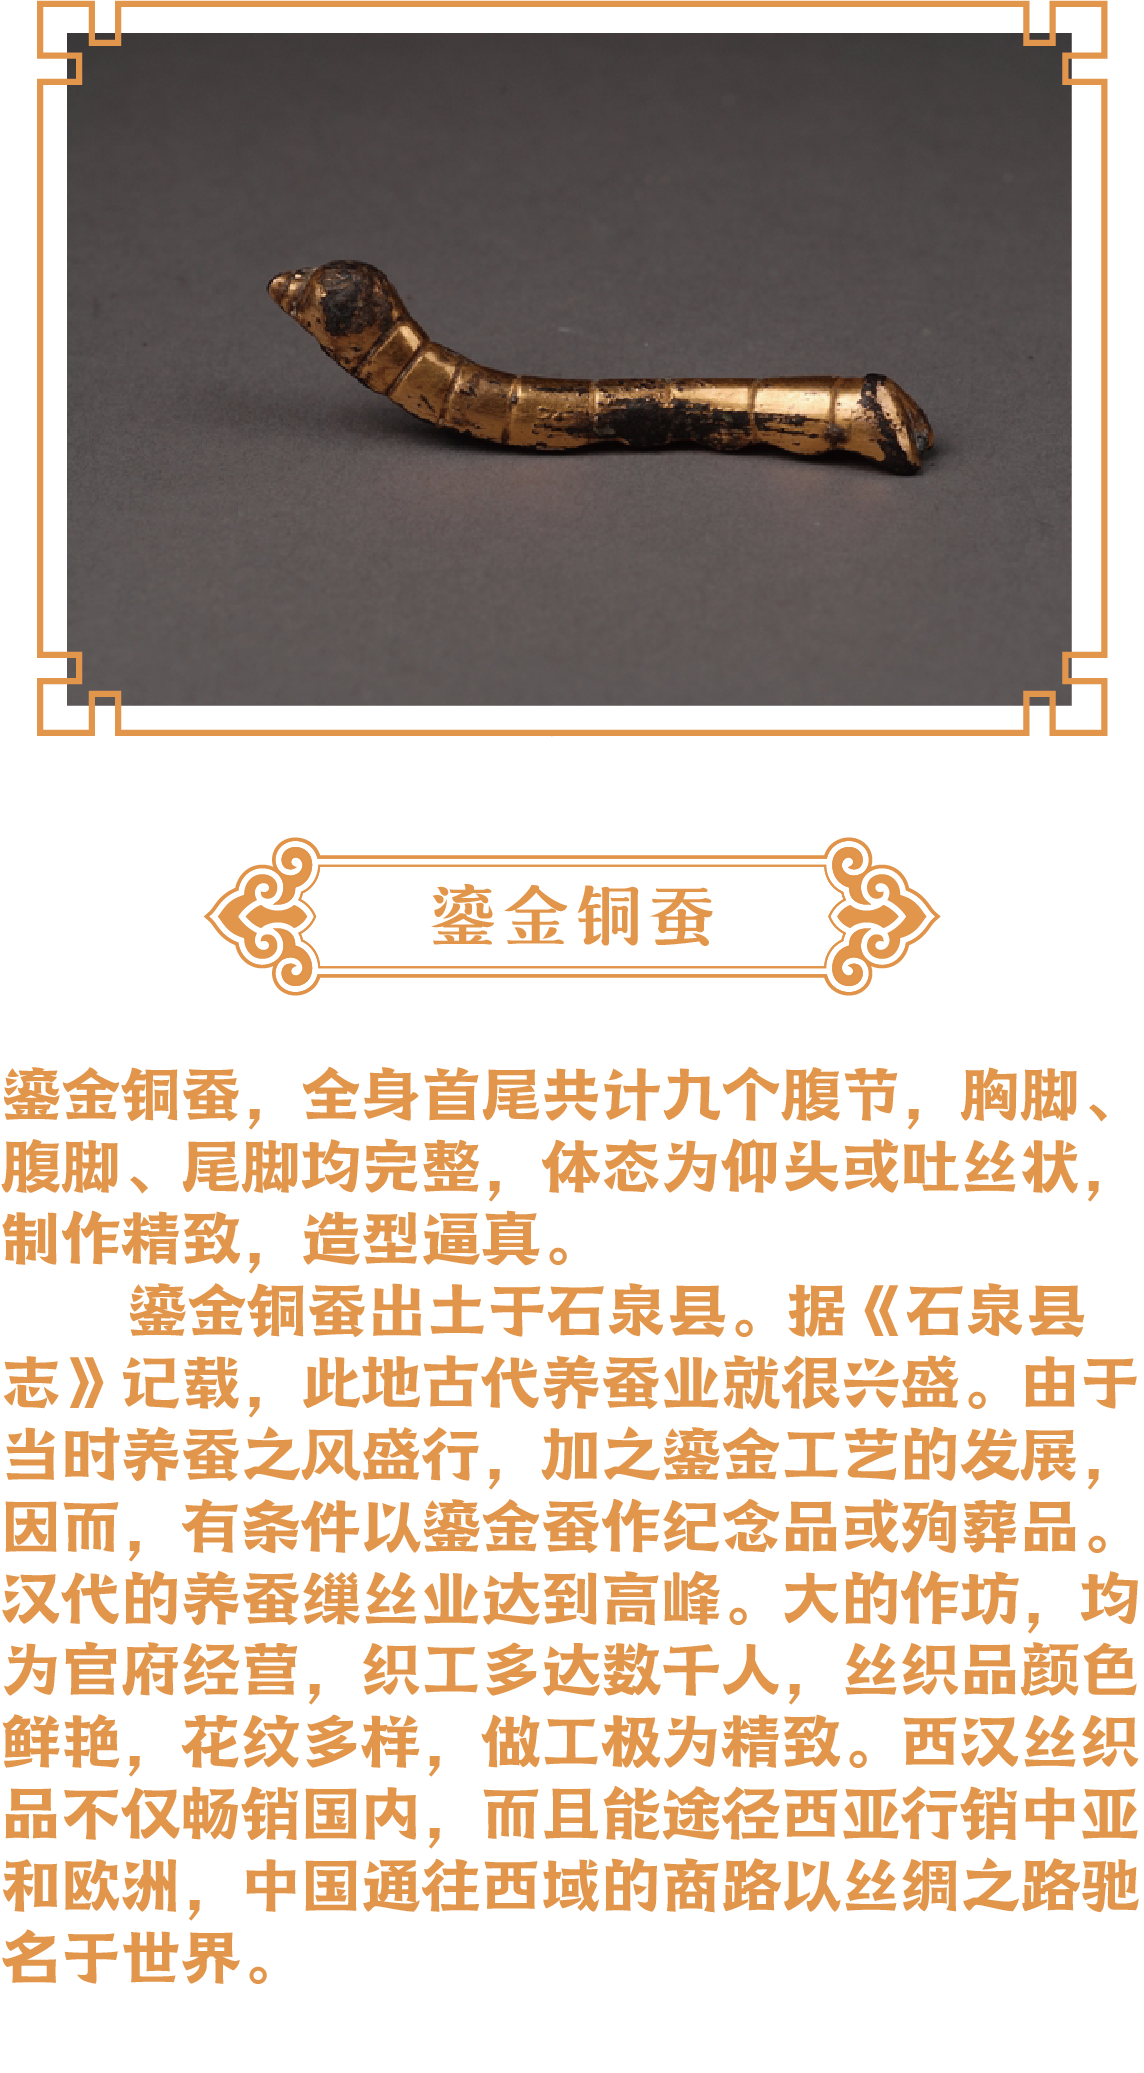 鎏金铜蚕
鎏金铜蚕，全身首尾共计九个腹节，胸脚、
腹脚、尾脚均完整，体态为仰头或吐丝状，
制作精致，造型逼真。
鎏金铜蚕出土于石泉县。据《石泉县
志》记载，此地古代养蚕业就很兴盛。由于
当时养蚕之风盛行，加之鎏金工艺的发展，
因而，有条件以鎏金蚕作纪念品或殉葬品。
汉代的养蚕缫丝业达到高峰。大的作坊，均
为官府经营，织工多达数千人，丝织品颜色
鲜艳，花纹多样，做工极为精致。西汉丝织
品不仅畅销国内，而且能途径西亚行销中亚
和欧洲，中国通往西域的商路以丝绸之路驰
名于世界。